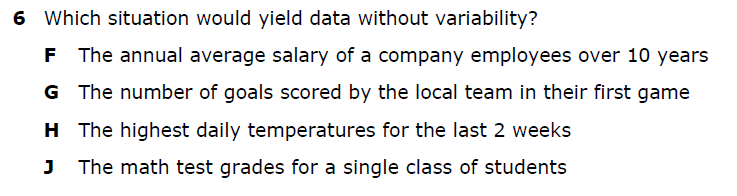 6 Which situation would yield data without variability?
F The annual average salary of a company employees over 10 years
G The number of goals scored by the local team in their first game
H The highest daily temperatures for the last 2 weeks
J The math test grades for a single class of students